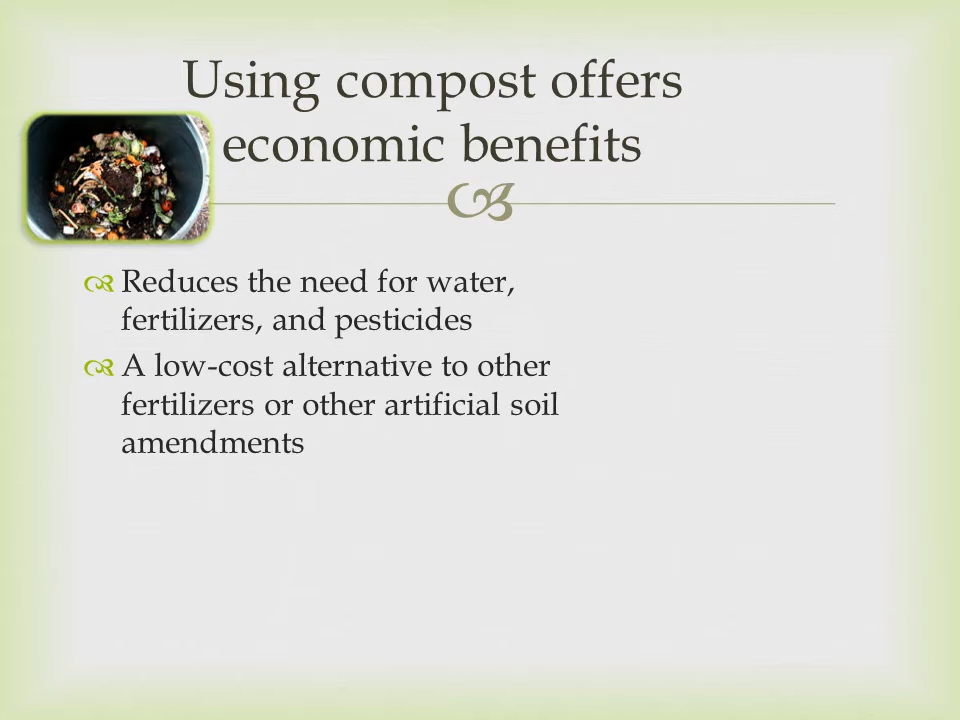 Using compost offers
economic benefits
Reduces the need for water,
fertilizers, and pesticides
A low-cost alternative to other
fertilizers or other artificial soil
amendments